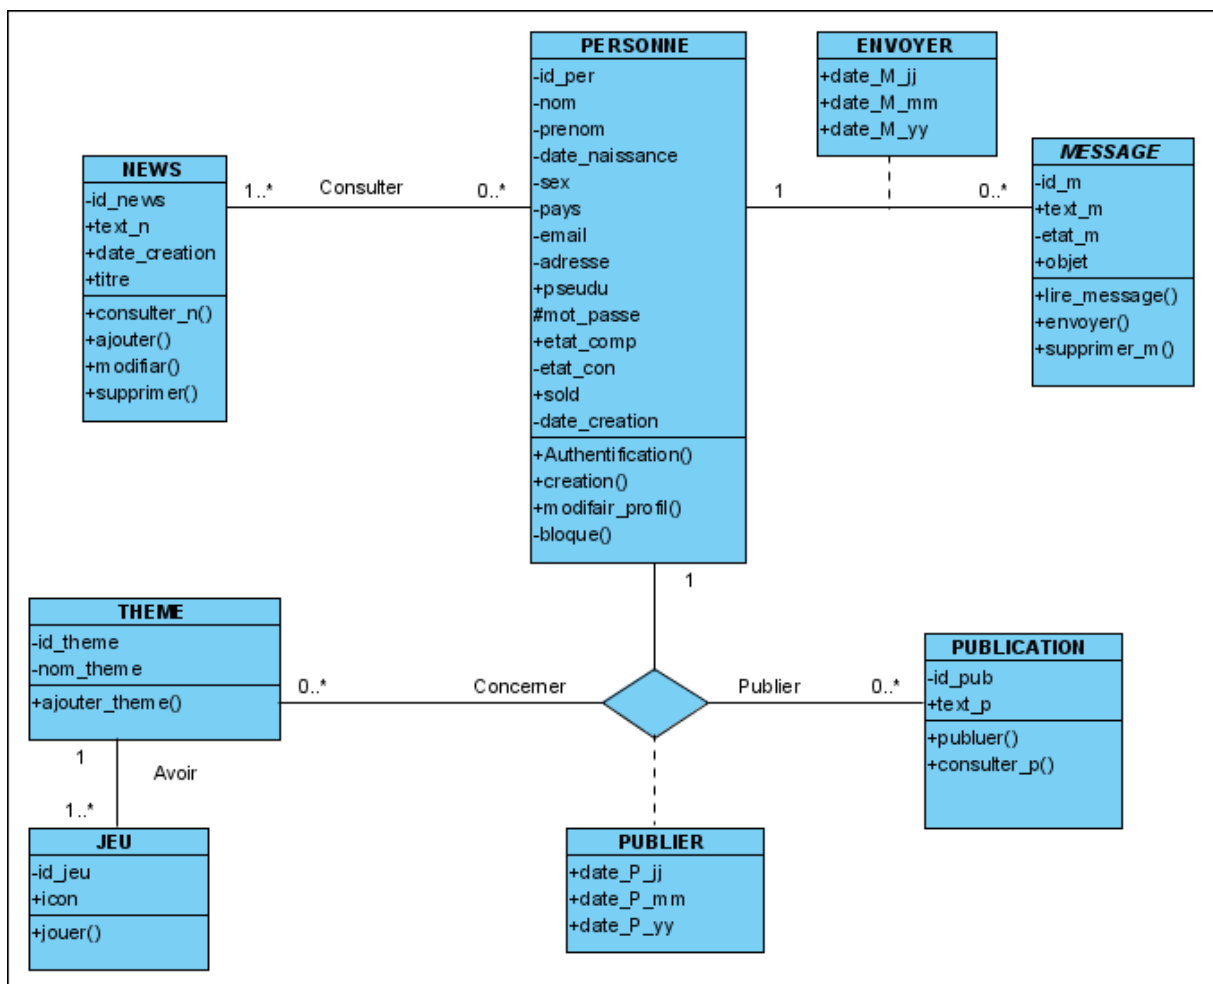 PERSONNE
-id_per
-nom
-prenom
-date_naissance
-sex
-pays
-email
-adresse
+pseudu
#mot_passe
+etat_comp
-etat_con
+sold
-date_creation
+Authentification()
+creation()
+modifair_profil()
-bloque()
ENVOYER
+date_M_jj
+date_M_mm
+date_M_yy
MESSAGE
-id_m
+text_m
-etat_m
+objet
+lire_message()
+envoyer()
+supprimer_m()
NEWS
-id_news
+text_n
+date_creation
+titre
+consulter_n()
+ajouter()
+modifiar()
+supprimer()
1..*
Consulter
0..*
1
0..*
1
THEME
-id_theme
-nom_theme
+ajouter_theme()
0..*
Concerner
Publier
0..*
PUBLICATION
-id_pub
+text_p
+publuer()
+consulter_p()
1
Avoir
1..*
JEU
-id_jeu
+icon
+jouer()
PUBLIER
+date_P_jj
+date_P_mm
+date_P_yy